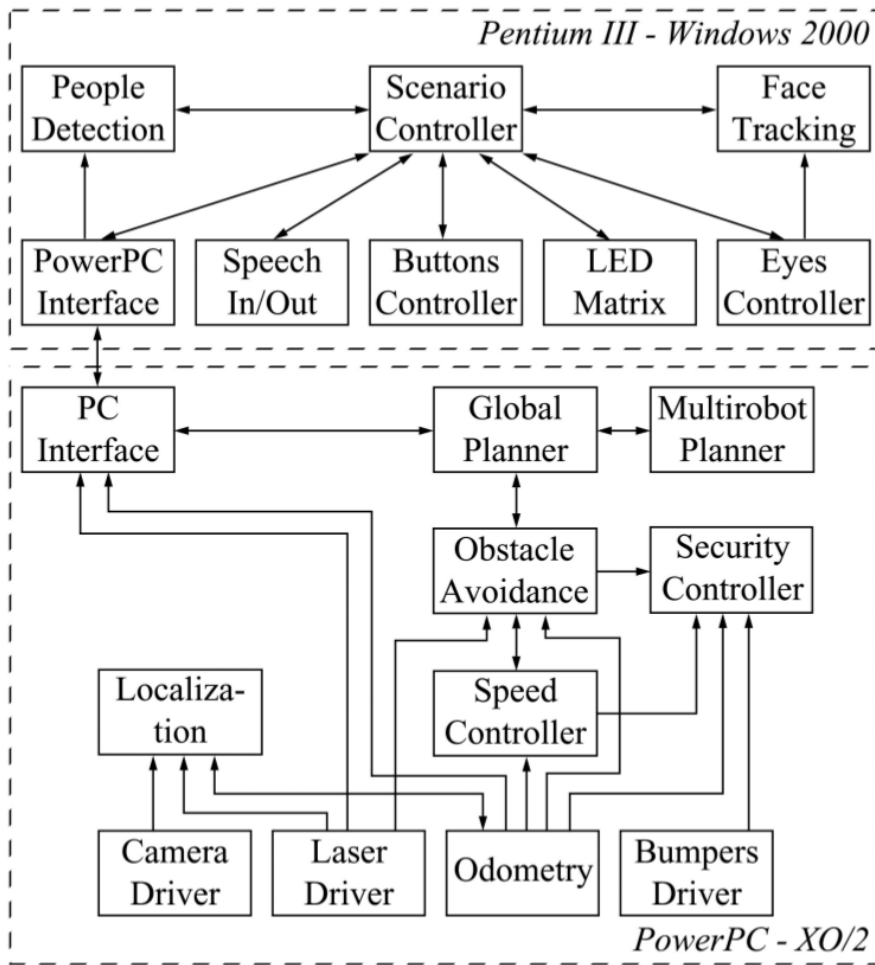 Pentium III - Windows 2000
People
Detection
Scenario
Controller
Face
Tracking
PowerPC
Interface
Speech
In/Out
Buttons
Controller
LED
Matrix
Eyes
Controller
PC
Interface
Global
Planner
Multirobot
Planner
Obstacle
Avoidance
Security
Controller
Localiza-
tion
Speed
Controller
Camera
Driver
Laser
Driver
Odometry
Bumpers
Driver
PowerPC - XO/2